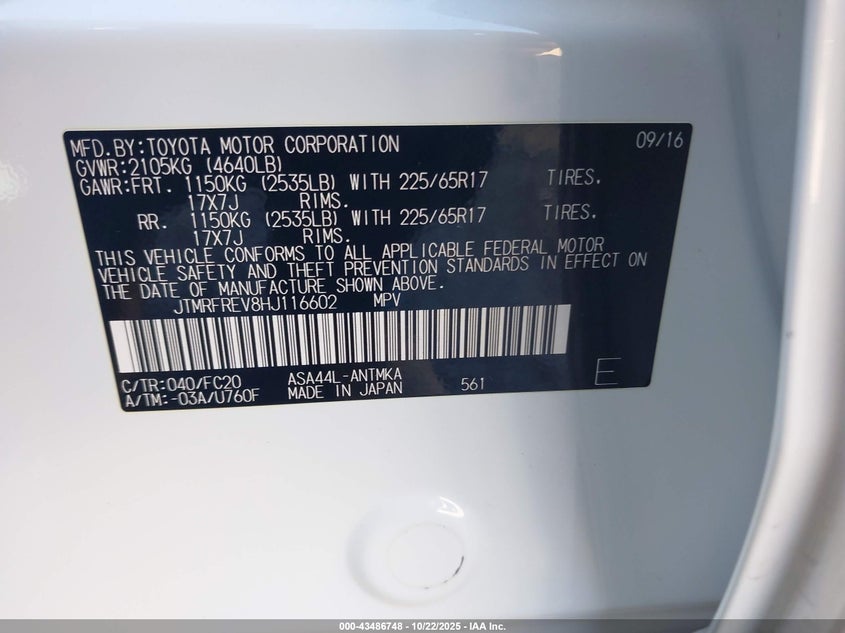 MFD.BY:TOYOTA MOTOR CORPORATION 09/16
GVWR:2105KG (4640LB)
GAWR:FRT. 1150KG (2535LB) WITH 225/65R17 TIRES.
17X7J RIMS.
RR. 1150KG (2535LB) WITH 225/65R17 TIRES.
17X7J RIMS.
THIS VEHICLE CONFORMS TO ALL APPLICABLE FEDERAL MOTOR
VEHICLE SAFETY AND THEFT PREVENTION STANDARDS IN EFFECT ON
THE DATE OF MANUFACTURE SHOWN ABOVE.
JTMRFREV8HJ116602 MPV
C/TR:040/FC20 ASA44L-ANTMKA 561 E
A/TM:-03A/U760F MADE IN JAPAN
000-43486748 - 10/22/2025 - IAA Inc.